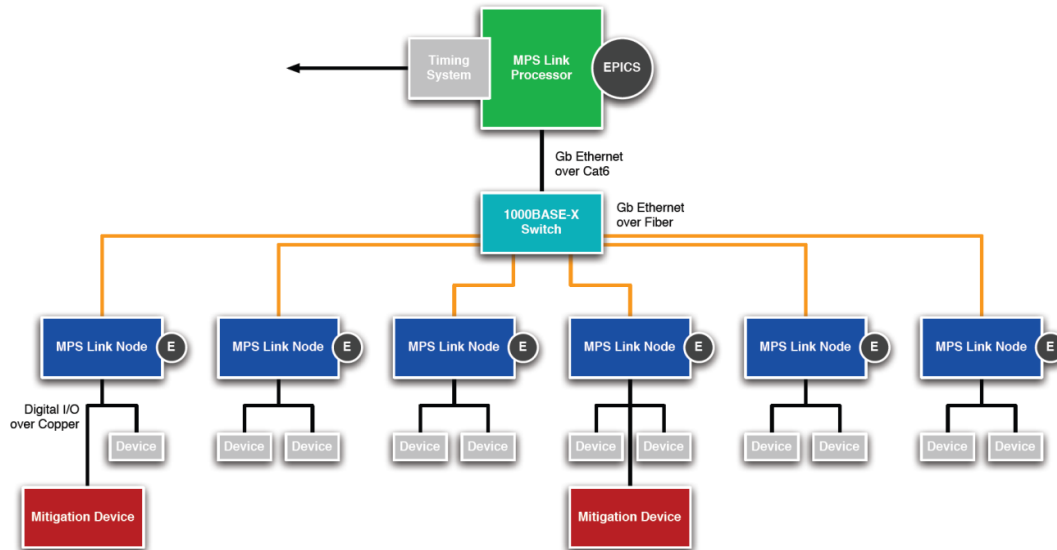 Timing
System
MPS Link
Processor
EPICS
Gb Ethernet
over Cat6
1000BASE-X
Switch
Gb Ethernet
over Fiber
MPS Link Node
E
MPS Link Node
E
MPS Link Node
E
MPS Link Node
E
MPS Link Node
E
MPS Link Node
E
Digital I/O
over Copper
Device
Device
Device
Device
Device
Device
Device
Device
Device
Device
Device
Mitigation Device
Mitigation Device